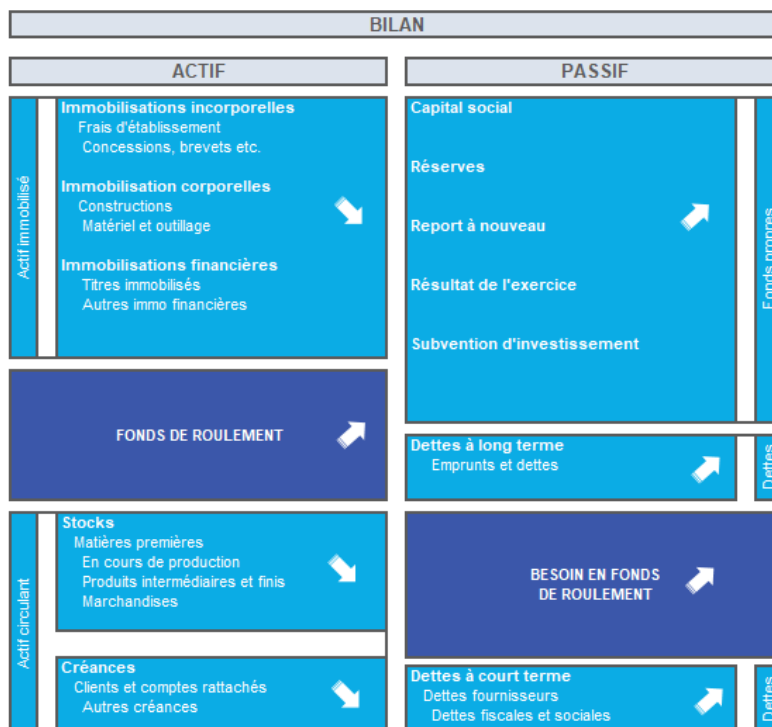 BILAN
ACTIF
PASSIF
Actif immobilisé
Immobilisations incorporelles
Frais d'établissement
Concessions, brevets etc.
Immobilisation corporelles
Constructions
Matériel et outillage
Immobilisations financières
Titres immobilisés
Autres immo financières
Capital social
Réserves
Report à nouveau
Résultat de l'exercice
Subvention d'investissement
Fonds propres
FONDS DE ROULEMENT
Dettes à long terme
Emprunts et dettes
Dettes
Actif circulant
Stocks
Matières premières
En cours de production
Produits intermédiaires et finis
Marchandises
BESOIN EN FONDS
DE ROULEMENT
Créances
Clients et comptes rattachés
Autres créances
Dettes à court terme
Dettes fournisseurs
Dettes fiscales et sociales
Dettes